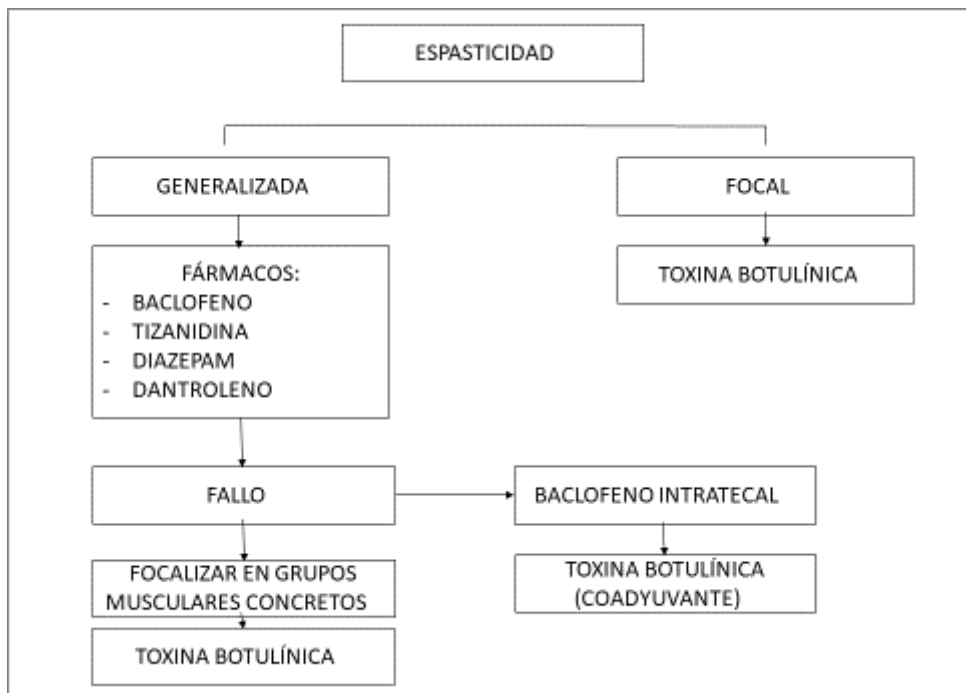 ESPASTICIDAD
GENERALIZADA
FOCAL
FÁRMACOS:
- BACLOFENO
- TIZANIDINA
- DIAZEPAM
- DANTROLENO
TOXINA BOTULÍNICA
FALLO
BACLOFENO INTRATECAL
FOCALIZAR EN GRUPOS
MUSCULARES CONCRETOS
TOXINA BOTULÍNICA
(COADYUVANTE)
TOXINA BOTULÍNICA